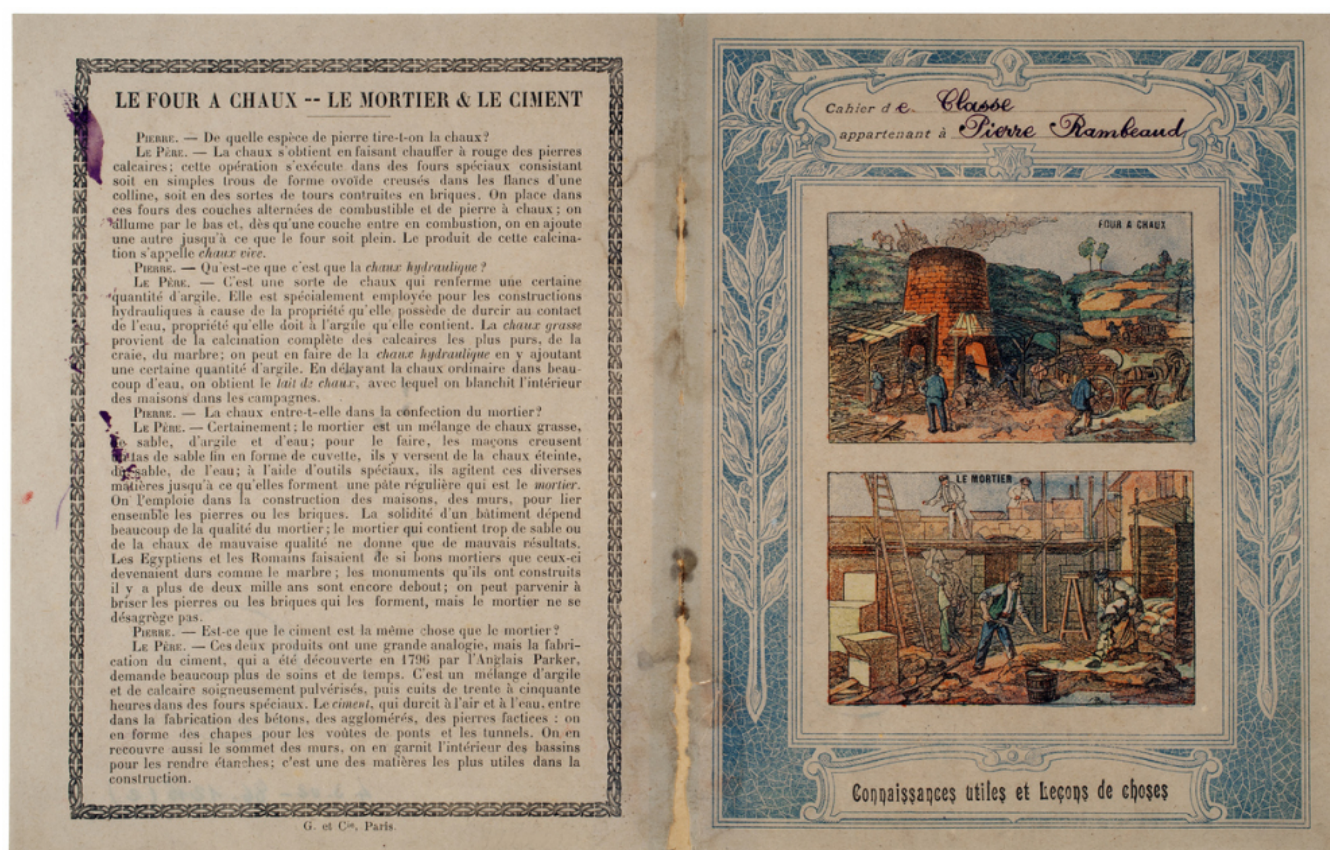 LE FOUR A CHAUX -- LE MORTIER & LE CIMENT
PIERRE. — De quelle espèce de pierre tire-t-on la chaux?
LE PÈRE. — La chaux s'obtient en faisant chauffer à rouge des pierres
calcaires; cette opération s'exécute dans des fours spéciaux consistant
soit en simples trous de forme ovoïde creusés dans les flancs d'une
colline, soit en des sortes de tours contruites en briques. On place dans
ces fours des couches alternées de combustible et de pierre à chaux; on
allume par le bas et, dès qu'une couche entre en combustion, on en ajoute
une autre jusqu'à ce que le four soit plein. Le produit de cette calcina-
tion s'appelle chaux vive.
PIERRE. — Qu'est-ce que c'est que la chaux hydraulique?
LE PÈRE. — C'est une sorte de chaux qui renferme une certaine
quantité d'argile. Elle est spécialement employée pour les constructions
hydrauliques à cause de la propriété qu'elle possède de durcir au contact
de l'eau, propriété qu'elle doit à l'argile qu'elle contient. La chaux grasse
provient de la calcination complète des calcaires les plus purs, de la
craie, du marbre; on peut en faire de la chaux hydraulique en y ajoutant
une certaine quantité d'argile. En délayant la chaux ordinaire dans beau-
coup d'eau, on obtient le lait de chaux, avec lequel on blanchit l'intérieur
des maisons dans les campagnes.
PIERRE. — La chaux entre-t-elle dans la confection du mortier?
LE PÈRE. — Certainement; le mortier est un mélange de chaux grasse,
de sable, d'argile et d'eau; pour le faire, les maçons creusent
tas de sable fin en forme de cuvette, ils y versent de la chaux éteinte,
du sable, de l'eau; à l'aide d'outils spéciaux, ils agitent ces diverses
matières jusqu'à ce qu'elles forment une pâte régulière qui est le mortier.
On l'emploie dans la construction des maisons, des murs, pour lier
ensemble les pierres ou les briques. La solidité d'un bâtiment dépend
beaucoup de la qualité du mortier; le mortier qui contient trop de sable ou
de la chaux de mauvaise qualité ne donne que de mauvais résultats.
Les Egyptiens et les Romains faisaient de si bons mortiers que ceux-ci
devenaient durs comme le marbre; les monuments qu'ils ont construits
il y a plus de deux mille ans sont encore debout; on peut parvenir à
briser les pierres ou les briques qui les forment, mais le mortier ne se
désagrège pas.
PIERRE. — Est-ce que le ciment est la même chose que le mortier?
LE PÈRE. — Ces deux produits ont une grande analogie, mais la fabri-
cation du ciment, qui a été découverte en 1796 par l'Anglais Parker,
demande beaucoup plus de soins et de temps. C'est un mélange d'argile
et de calcaire soigneusement pulvérisés, puis cuits de trente à cinquante
heures dans des fours spéciaux. Le ciment, qui durcit à l'air et à l'eau, entre
dans la fabrication des bétons, des agglomérés, des pierres factices : on
en forme des chapes pour les voûtes de ponts et les tunnels. On en
recouvre aussi le sommet des murs, on en garnit l'intérieur des bassins
pour les rendre étanches; c'est une des matières les plus utiles dans la
construction.
G. et Cie, Paris.
Cahier de Classe
appartenant à Pierre Rambeaud
FOUR A CHAUX
LE MORTIER
Connaissances utiles et Leçons de choses